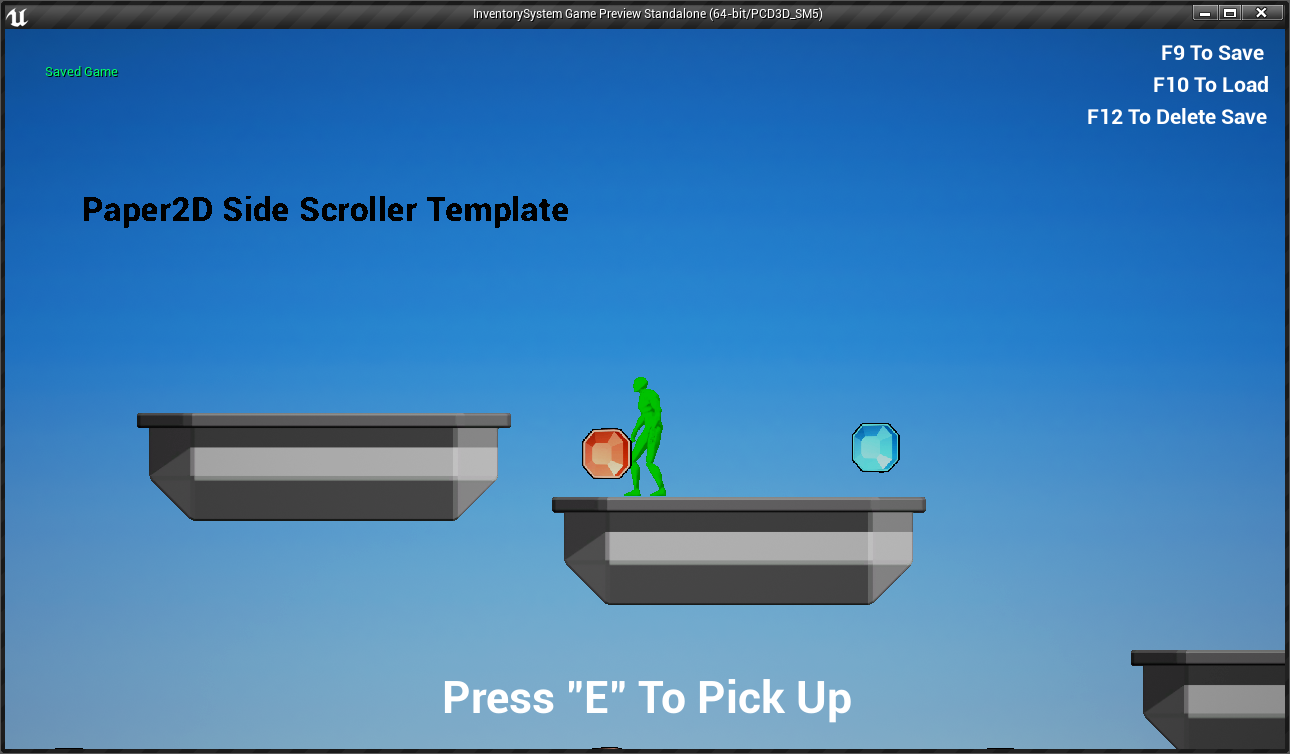 InventorySystem Game Preview Standalone (64-bit/PCD3D_SM5)
Saved Game
F9 To Save
F10 To Load
F12 To Delete Save
Paper2D Side Scroller Template
Press "E" To Pick Up